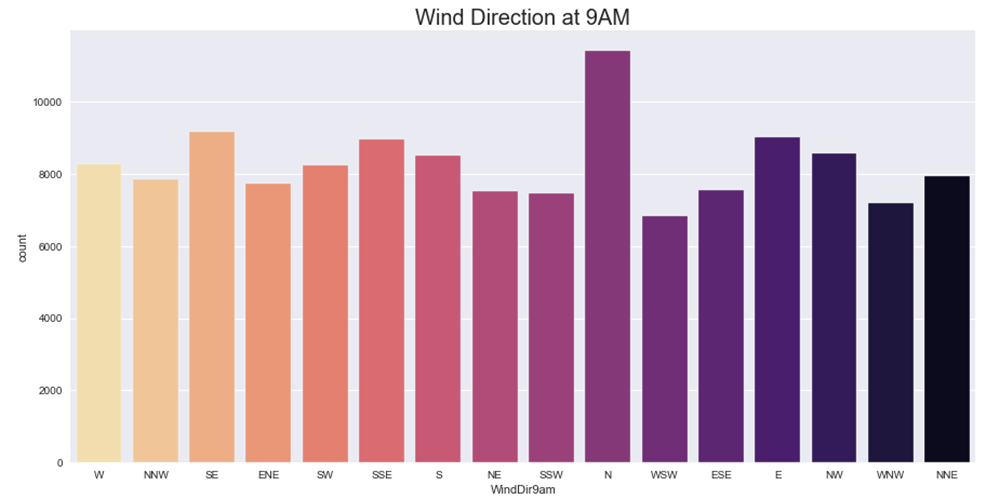 Wind Direction at 9AM
10000
8000
6000
4000
2000
0
count
W NNW SE ENE SW SSE S NE SSW N WSW ESE E NW WNW NNE
WindDir9am